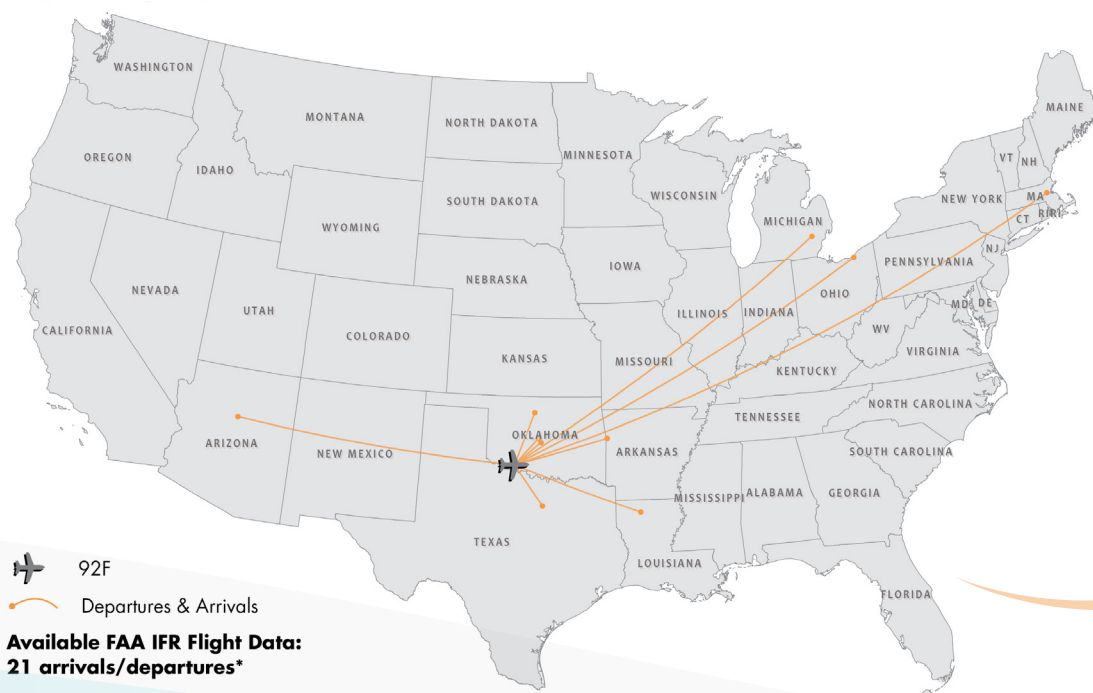 WASHINGTON
MAINE
MONTANA
NORTH DAKOTA
MINNESOTA
VT
NH
OREGON
IDAHO
WISCONSIN
MA
NEW YORK
SOUTH DAKOTA
CT
RI
RI
MICHIGAN
WYOMING
NJ
PENNSYLVANIA
IOWA
NEBRASKA
NEVADA
OHIO
MD
DE
UTAH
ILLINOIS
INDIANA
CALIFORNIA
COLORADO
WV
VIRGINIA
KANSAS
MISSOURI
KENTUCKY
NORTH CAROLINA
TENNESSEE
OKLAHOMA
ARIZONA
NEW MEXICO
ARKANSAS
SOUTH CAROLINA
MISSISSIPPI
ALABAMA
GEORGIA
TEXAS
LOUISIANA
FLORIDA
92F
Departures & Arrivals
Available FAA IFR Flight Data:
21 arrivals/departures*